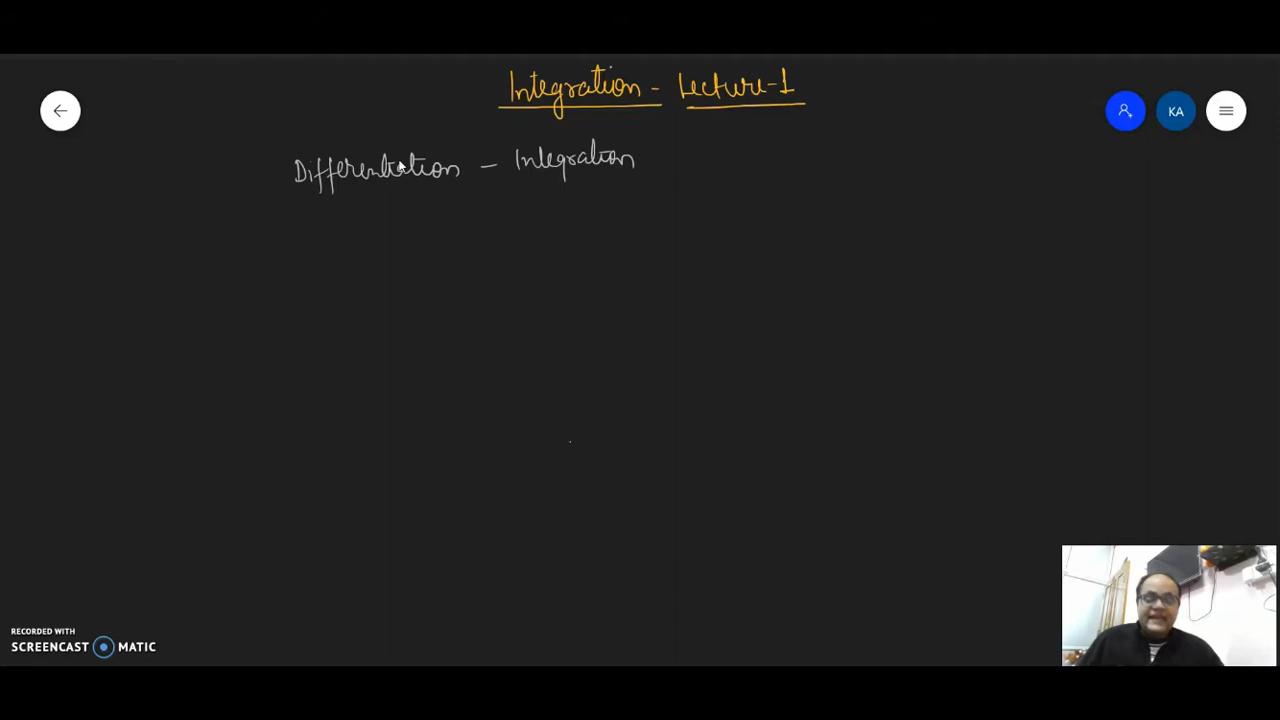 Integration - Lecture-1
KA
Differentiation - Integration
RECORDED WITH
SCREENCAST MATIC